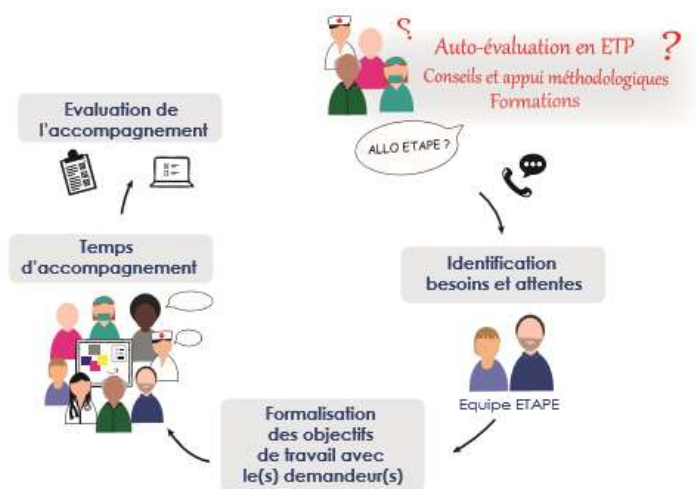 ? Auto-évaluation en ETP ?
Conseils et appui méthodologiques
Formations
ALLO ETAPE ?
Identification
besoins et attentes
Equipe ETAPE
Formalisation
des objectifs
de travail avec
le(s) demandeur(s)
Temps
d'accompagnement
Evaluation de
l'accompagnement